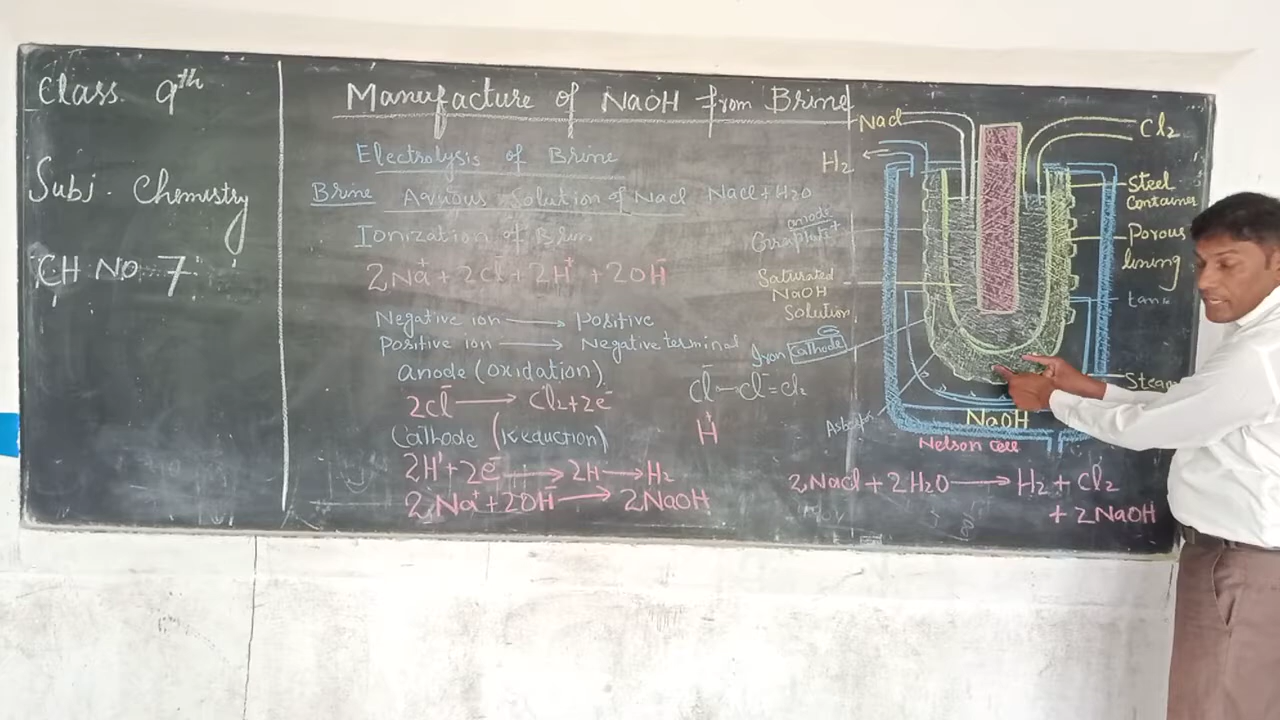 Class 9th
Subj. Chemistry
CH NO. 7
Manufacture of NaOH from Brine
Electrolysis of Brine
Brine Aquous Solution of Nacl Nacl + H2O
Ionization of Brine
2Na⁺ + 2Cl⁻ + 2H⁺ + 2OH⁻
Negative ion → Positive
Positive ion → Negative terminal
anode (oxidation)
2cl⁻ → Cl2 + 2e⁻
Cathode (Reduction)
2H⁺ + 2e⁻ → 2H → H2
2Na⁺ + 2OH⁻ → 2NaOH
Cl⁻ Cl⁻ = Cl2
H⁺
Nacl
H2
Cl2
Steel
Container
Porous
lining
tank
anode
Saturated
NaOH
Solution
Iron Cathode
Steam
NaOH
Nelson Cell
2Nacl + 2H2O → H2 + Cl2
+ 2NaOH